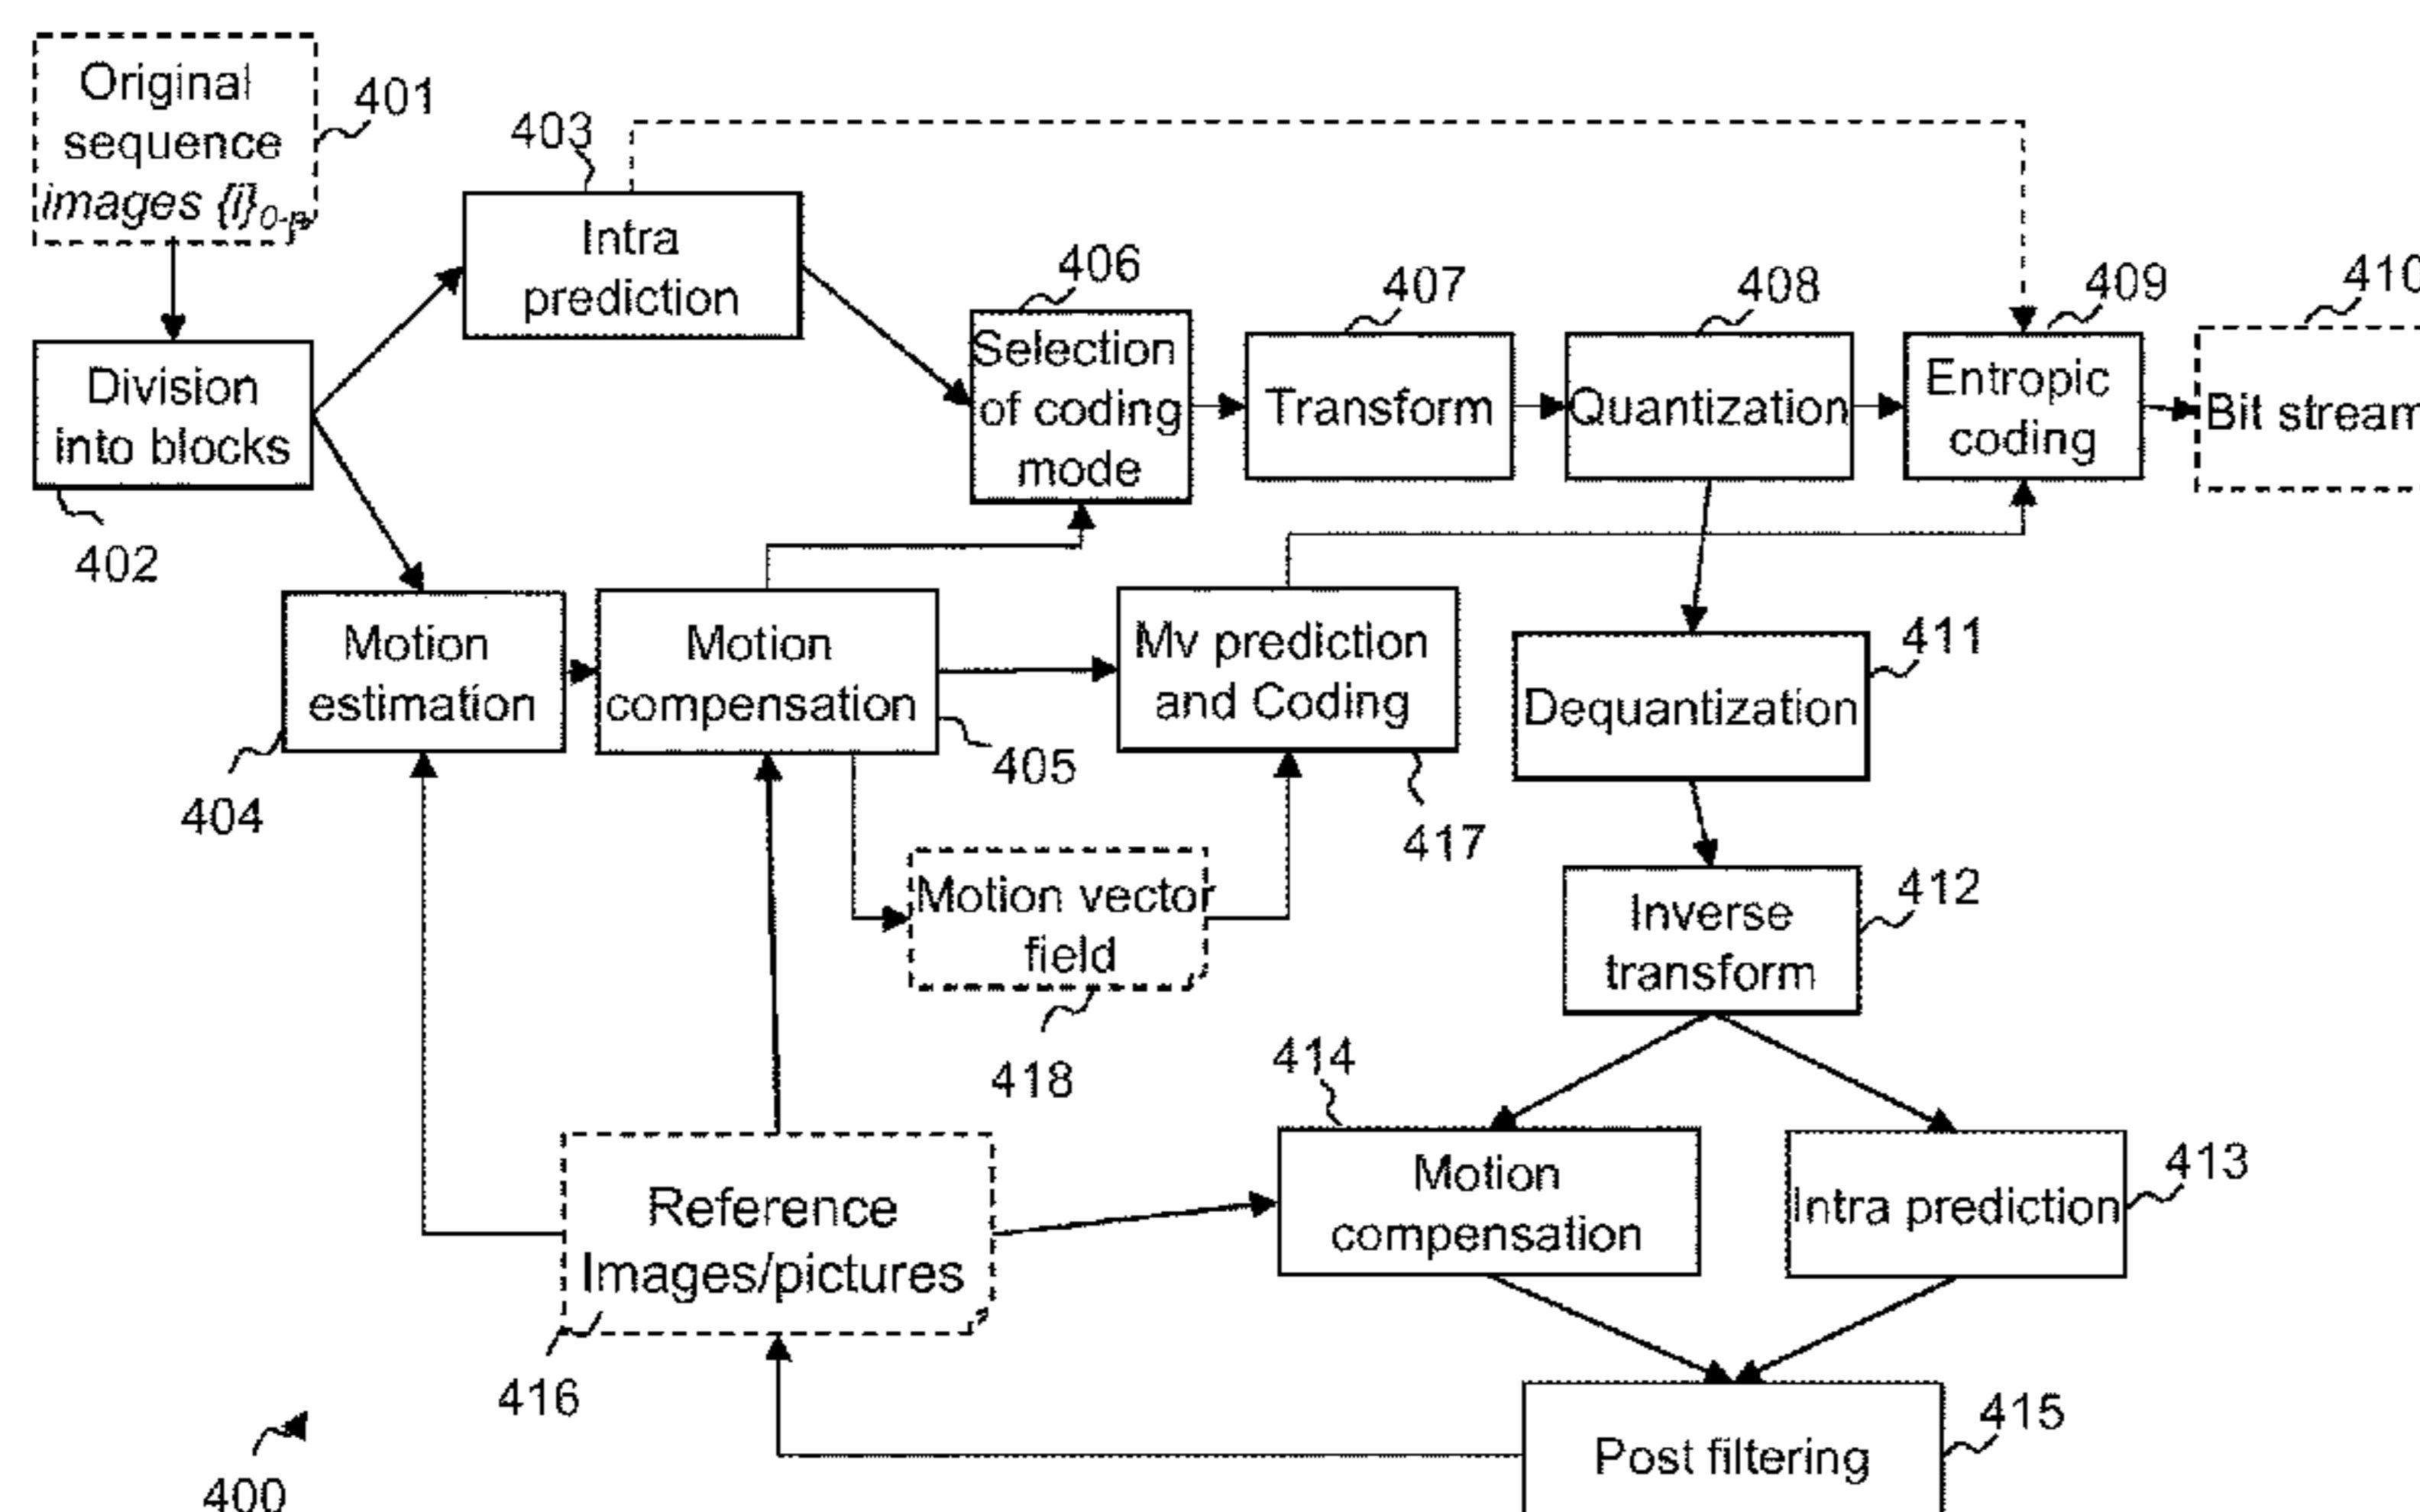 Original
sequence
images {i}0-p
401
403
Intra
prediction
406
Selection
of coding
mode
407
Transform
408
Quantization
409
Entropic
coding
410
Bit stream
Division
into blocks
402
Motion
estimation
404
Motion
compensation
405
Mv prediction
and Coding
417
Dequantization
411
Motion vector
field
418
Inverse
transform
412
414
Motion
compensation
Intra prediction
413
Reference
Images/pictures
416
Post filtering
415
400